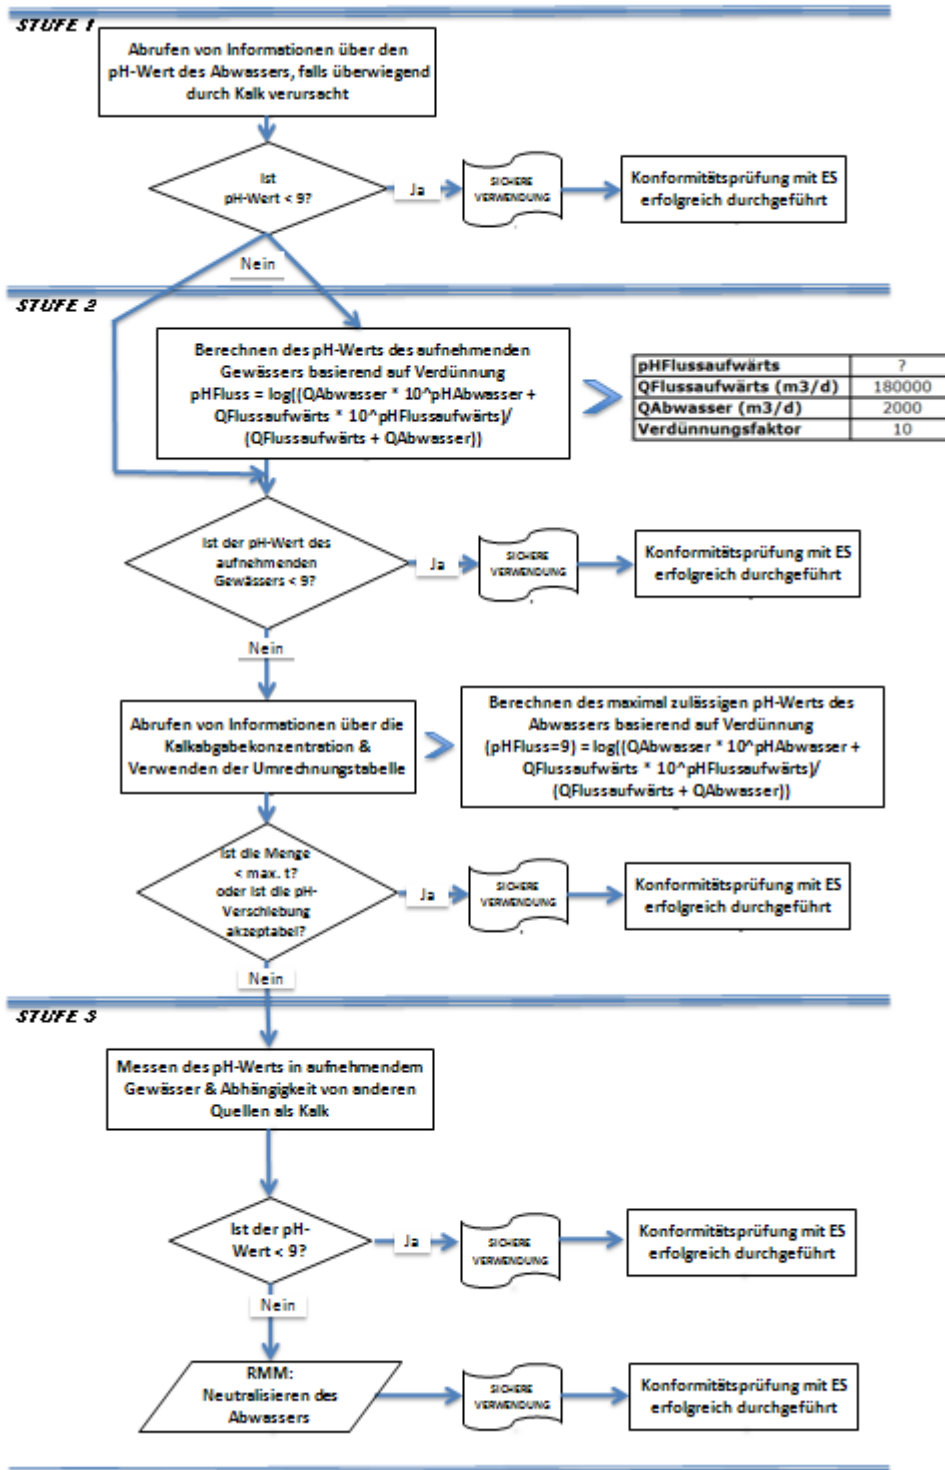 STUFE 1
Abrufen von Informationen über den
pH-Wert des Abwassers, falls überwiegend
durch Kalk verursacht
Ist
pH-Wert < 9?
Ja
SICHERE
VERWENDUNG
Konformitätsprüfung mit ES
erfolgreich durchgeführt
Nein
STUFE 2
Berechnen des pH-Werts des aufnehmenden
Gewässers basierend auf Verdünnung
pHFluss = log((QAbwasser * 10^pHAbwasser +
QFlussaufwärts * 10^pHFlussaufwärts)/
(QFlussaufwärts + QAbwasser))
pHFlussaufwärts ?
QFlussaufwärts (m3/d) 180000
QAbwasser (m3/d) 2000
Verdünnungsfaktor 10
Ist der pH-Wert des
aufnehmenden
Gewässers < 9?
Ja
SICHERE
VERWENDUNG
Konformitätsprüfung mit ES
erfolgreich durchgeführt
Nein
Abrufen von Informationen über die
Kalkabgabekonzentration &
Verwenden der Umrechnungstabelle
Berechnen des maximal zulässigen pH-Werts des
Abwassers basierend auf Verdünnung
(pHFluss=9) = log((QAbwasser * 10^pHAbwasser +
QFlussaufwärts * 10^pHFlussaufwärts)/
(QFlussaufwärts + QAbwasser))
Ist die Menge
< max. t?
oder ist die pH-
Verschiebung
akzeptabel?
Ja
SICHERE
VERWENDUNG
Konformitätsprüfung mit ES
erfolgreich durchgeführt
Nein
STUFE 3
Messen des pH-Werts in aufnehmendem
Gewässer & Abhängigkeit von anderen
Quellen als Kalk
Ist der pH-
Wert < 9?
Ja
SICHERE
VERWENDUNG
Konformitätsprüfung mit ES
erfolgreich durchgeführt
Nein
RMM:
Neutralisieren des
Abwassers
SICHERE
VERWENDUNG
Konformitätsprüfung mit ES
erfolgreich durchgeführt